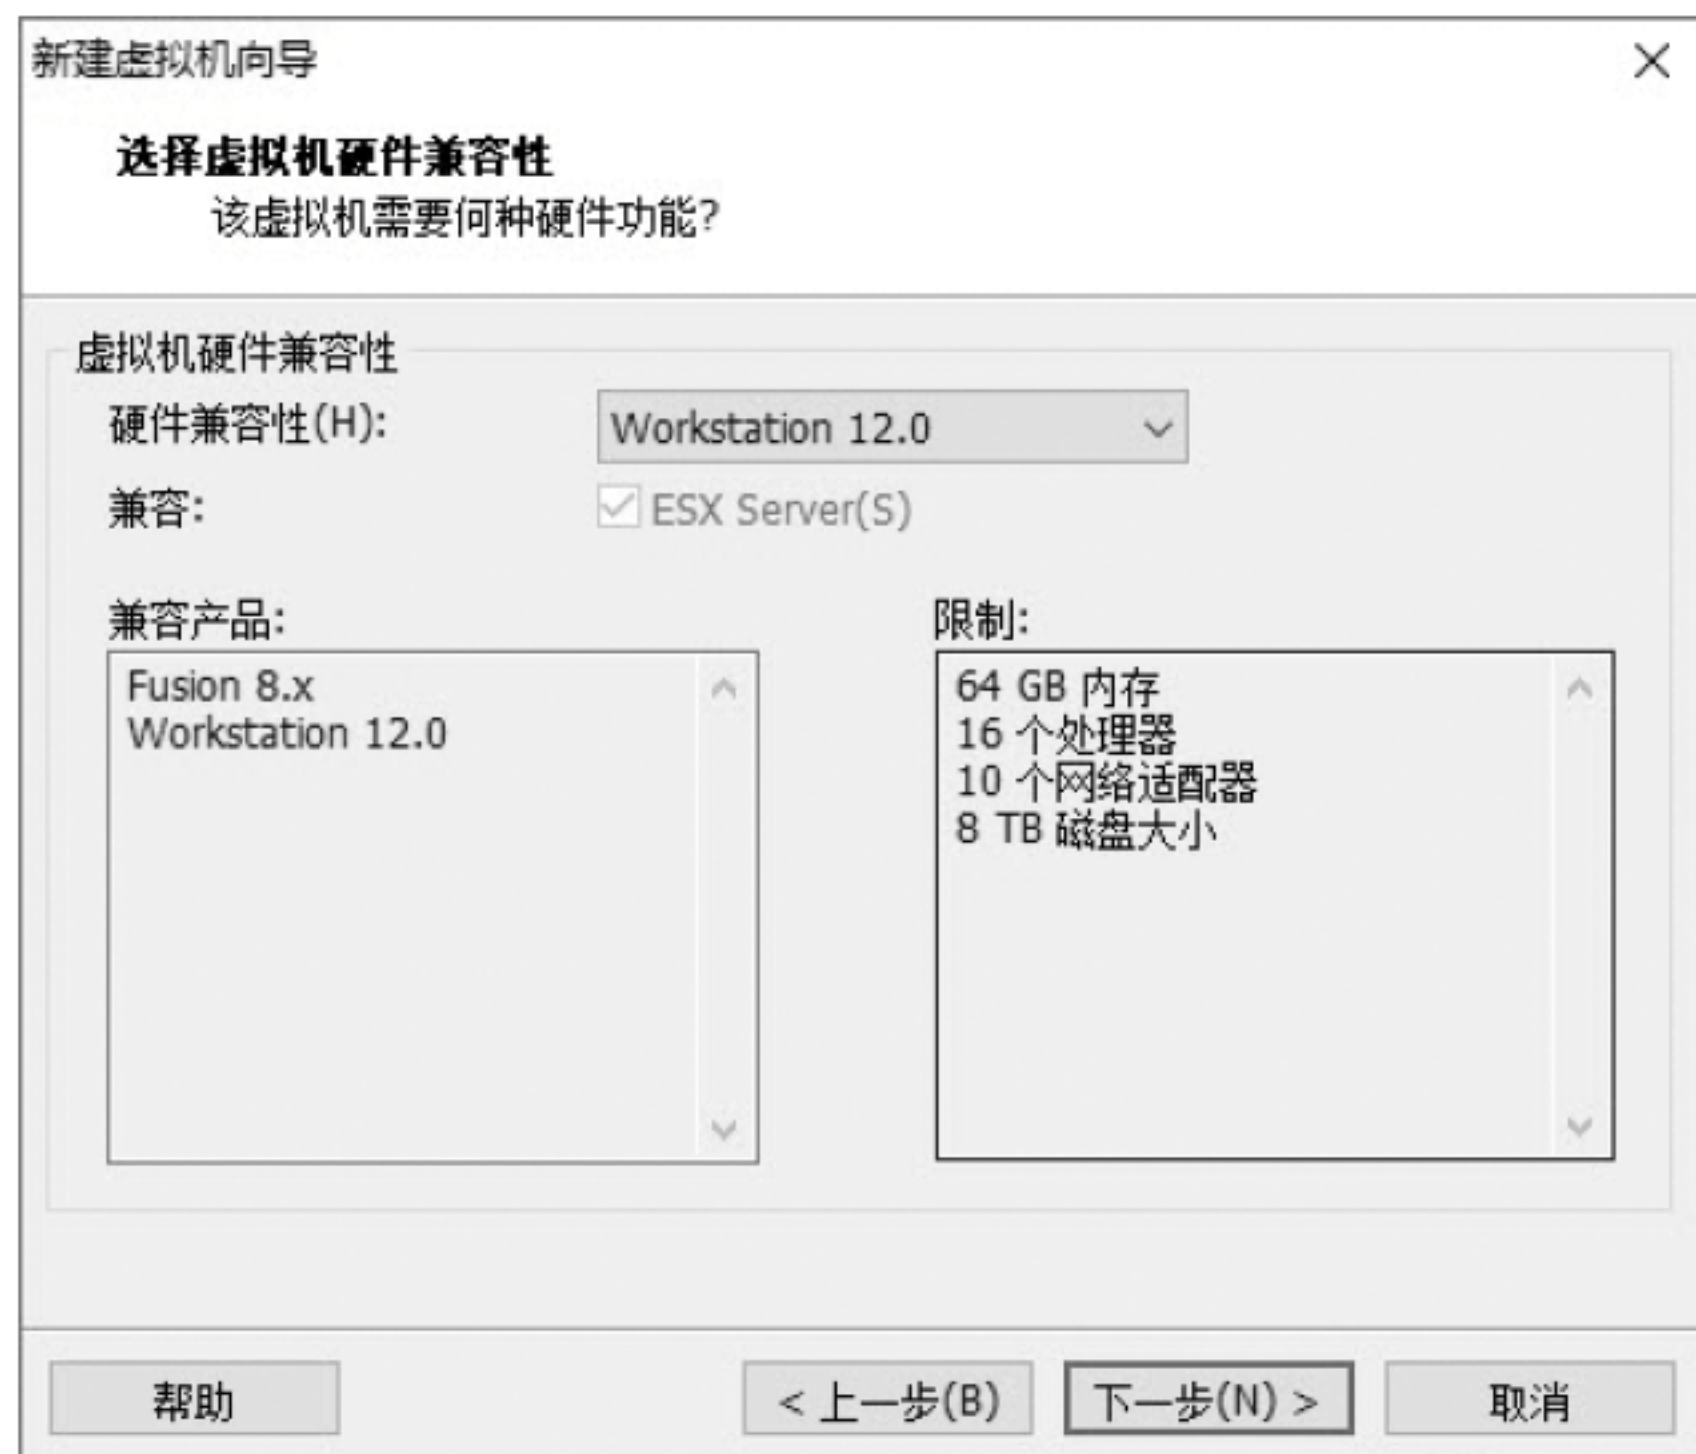 新建虚拟机向导
选择虚拟机硬件兼容性
该虚拟机需要何种硬件功能?
虚拟机硬件兼容性
硬件兼容性(H):
Workstation 12.0
兼容:
ESX Server(S)
兼容产品:
Fusion 8.x
Workstation 12.0
限制:
64 GB 内存
16 个处理器
10 个网络适配器
8 TB 磁盘大小
帮助
< 上一步(B)
下一步(N) >
取消